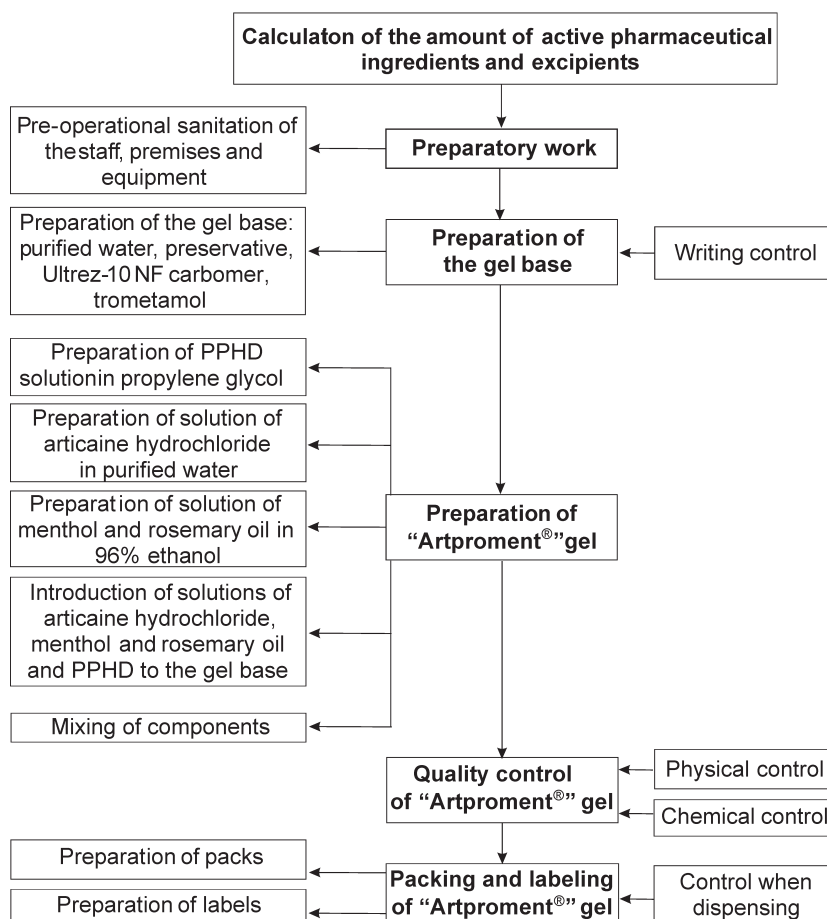 Calculaton of the amount of active pharmaceutical
ingredients and excipients
Pre-operational sanitation of
thestaff, premises and
equipment
Preparatory work
Preparation of the gel base:
purified water, preservative,
Ultrez-10 NF carbomer,
trometamol
Preparation of
the gel base
Writing control
Preparation of PPHD
solutionin propylene glycol
Preparation of solution of
articaine hydrochloride
in purified water
Preparation of solution of
menthol and rosemary oil in
96% ethanol
Preparation of
“Artproment®”gel
Introduction of solutions of
articaine hydrochloride,
menthol and rosemary oil
and PPHD to the gel base
Mixing of components
Quality control
of “Artproment®” gel
Physical control
Chemical control
Preparation of packs
Preparation of labels
Packing and labeling
of “Artproment®” gel
Control when
dispensing